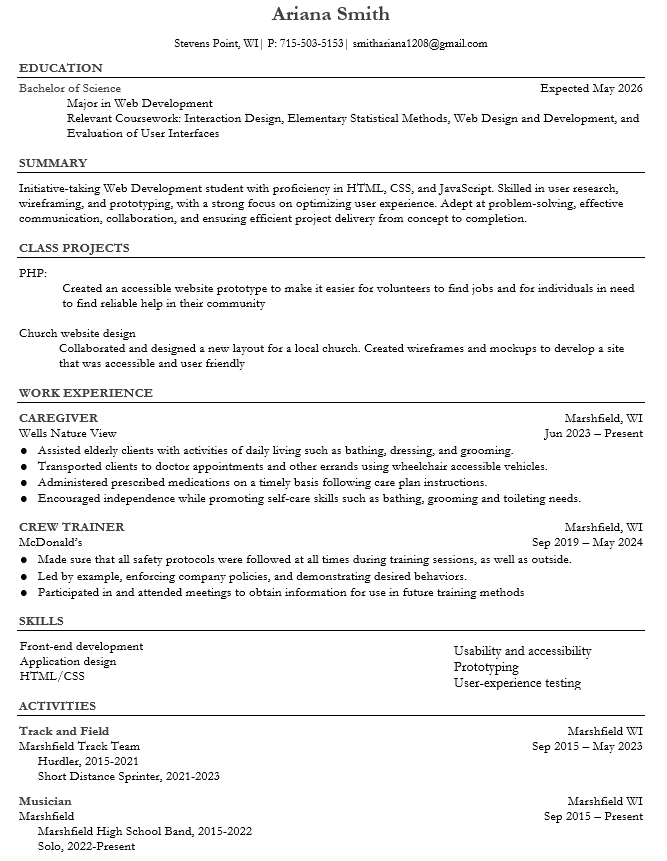 Ariana Smith
Stevens Point, WI| P: 715-503-5153| smithariana1208@gmail.com
EDUCATION
Bachelor of Science Expected May 2026
Major in Web Development
Relevant Coursework: Interaction Design, Elementary Statistical Methods, Web Design and Development, and
Evaluation of User Interfaces
SUMMARY
Initiative-taking Web Development student with proficiency in HTML, CSS, and JavaScript. Skilled in user research,
wireframing, and prototyping, with a strong focus on optimizing user experience. Adept at problem-solving, effective
communication, collaboration, and ensuring efficient project delivery from concept to completion.
CLASS PROJECTS
PHP:
Created an accessible website prototype to make it easier for volunteers to find jobs and for individuals in need
to find reliable help in their community
Church website design
Collaborated and designed a new layout for a local church. Created wireframes and mockups to develop a site
that was accessible and user friendly
WORK EXPERIENCE
CAREGIVER Marshfield, WI
Wells Nature View Jun 2023 – Present
● Assisted elderly clients with activities of daily living such as bathing, dressing, and grooming.
● Transported clients to doctor appointments and other errands using wheelchair accessible vehicles.
● Administered prescribed medications on a timely basis following care plan instructions.
● Encouraged independence while promoting self-care skills such as bathing, grooming and toileting needs.
CREW TRAINER Marshfield, WI
McDonald's Sep 2019 – May 2024
● Made sure that all safety protocols were followed at all times during training sessions, as well as outside.
● Led by example, enforcing company policies, and demonstrating desired behaviors.
● Participated in and attended meetings to obtain information for use in future training methods
SKILLS
Front-end development
Application design
HTML/CSS
Usability and accessibility
Prototyping
User-experience testing
ACTIVITIES
Track and Field Marshfield WI
Marshfield Track Team Sep 2015 – May 2023
Hurdler, 2015-2021
Short Distance Sprinter, 2021-2023
Musician Marshfield WI
Marshfield Sep 2015 – Present
Marshfield High School Band, 2015-2022
Solo, 2022-Present